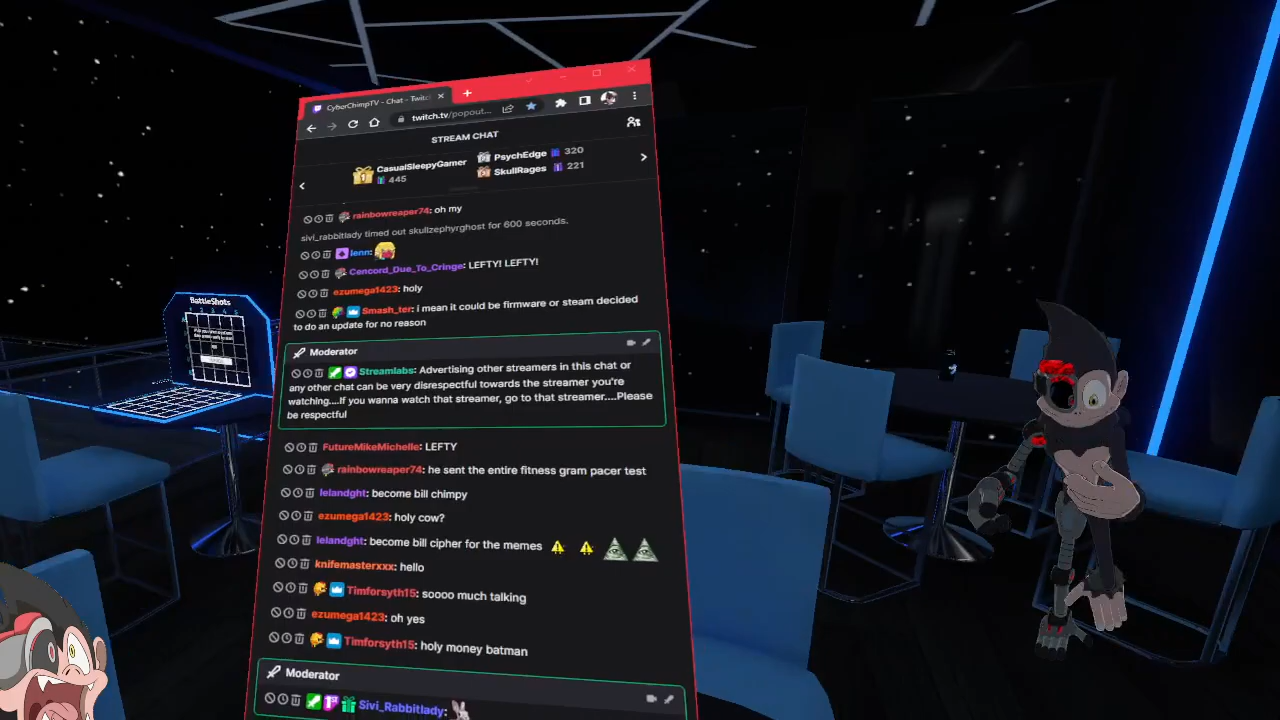 CyberChimpTV - Chat - Twitc
twitch.tv/popout...
STREAM CHAT
CasualSleepyGamer
445
PsychEdge 320
SkullRages 221
rainbowreaper74: oh my
sivi_rabbitlady timed out skullzephyrghost for 600 seconds.
lenn:
Cencord_Due_To_Cringe: LEFTY! LEFTY!
ezumega1423: holy
Smash_ter: i mean it could be firmware or steam decided
to do an update for no reason
Moderator
Streamlabs: Advertising other streamers in this chat or
any other chat can be very disrespectful towards the streamer you're
watching....If you wanna watch that streamer, go to that streamer....Please
be respectful
FutureMikeMichelle: LEFTY
rainbowreaper74: he sent the entire fitness gram pacer test
lelandght: become bill chimpy
ezumega1423: holy cow?
lelandght: become bill cipher for the memes
knifemasterxxx: hello
Timforsyth15: soooo much talking
ezumega1423: oh yes
Timforsyth15: holy money batman
Moderator
Sivi_Rabbitlady:
BattleShots